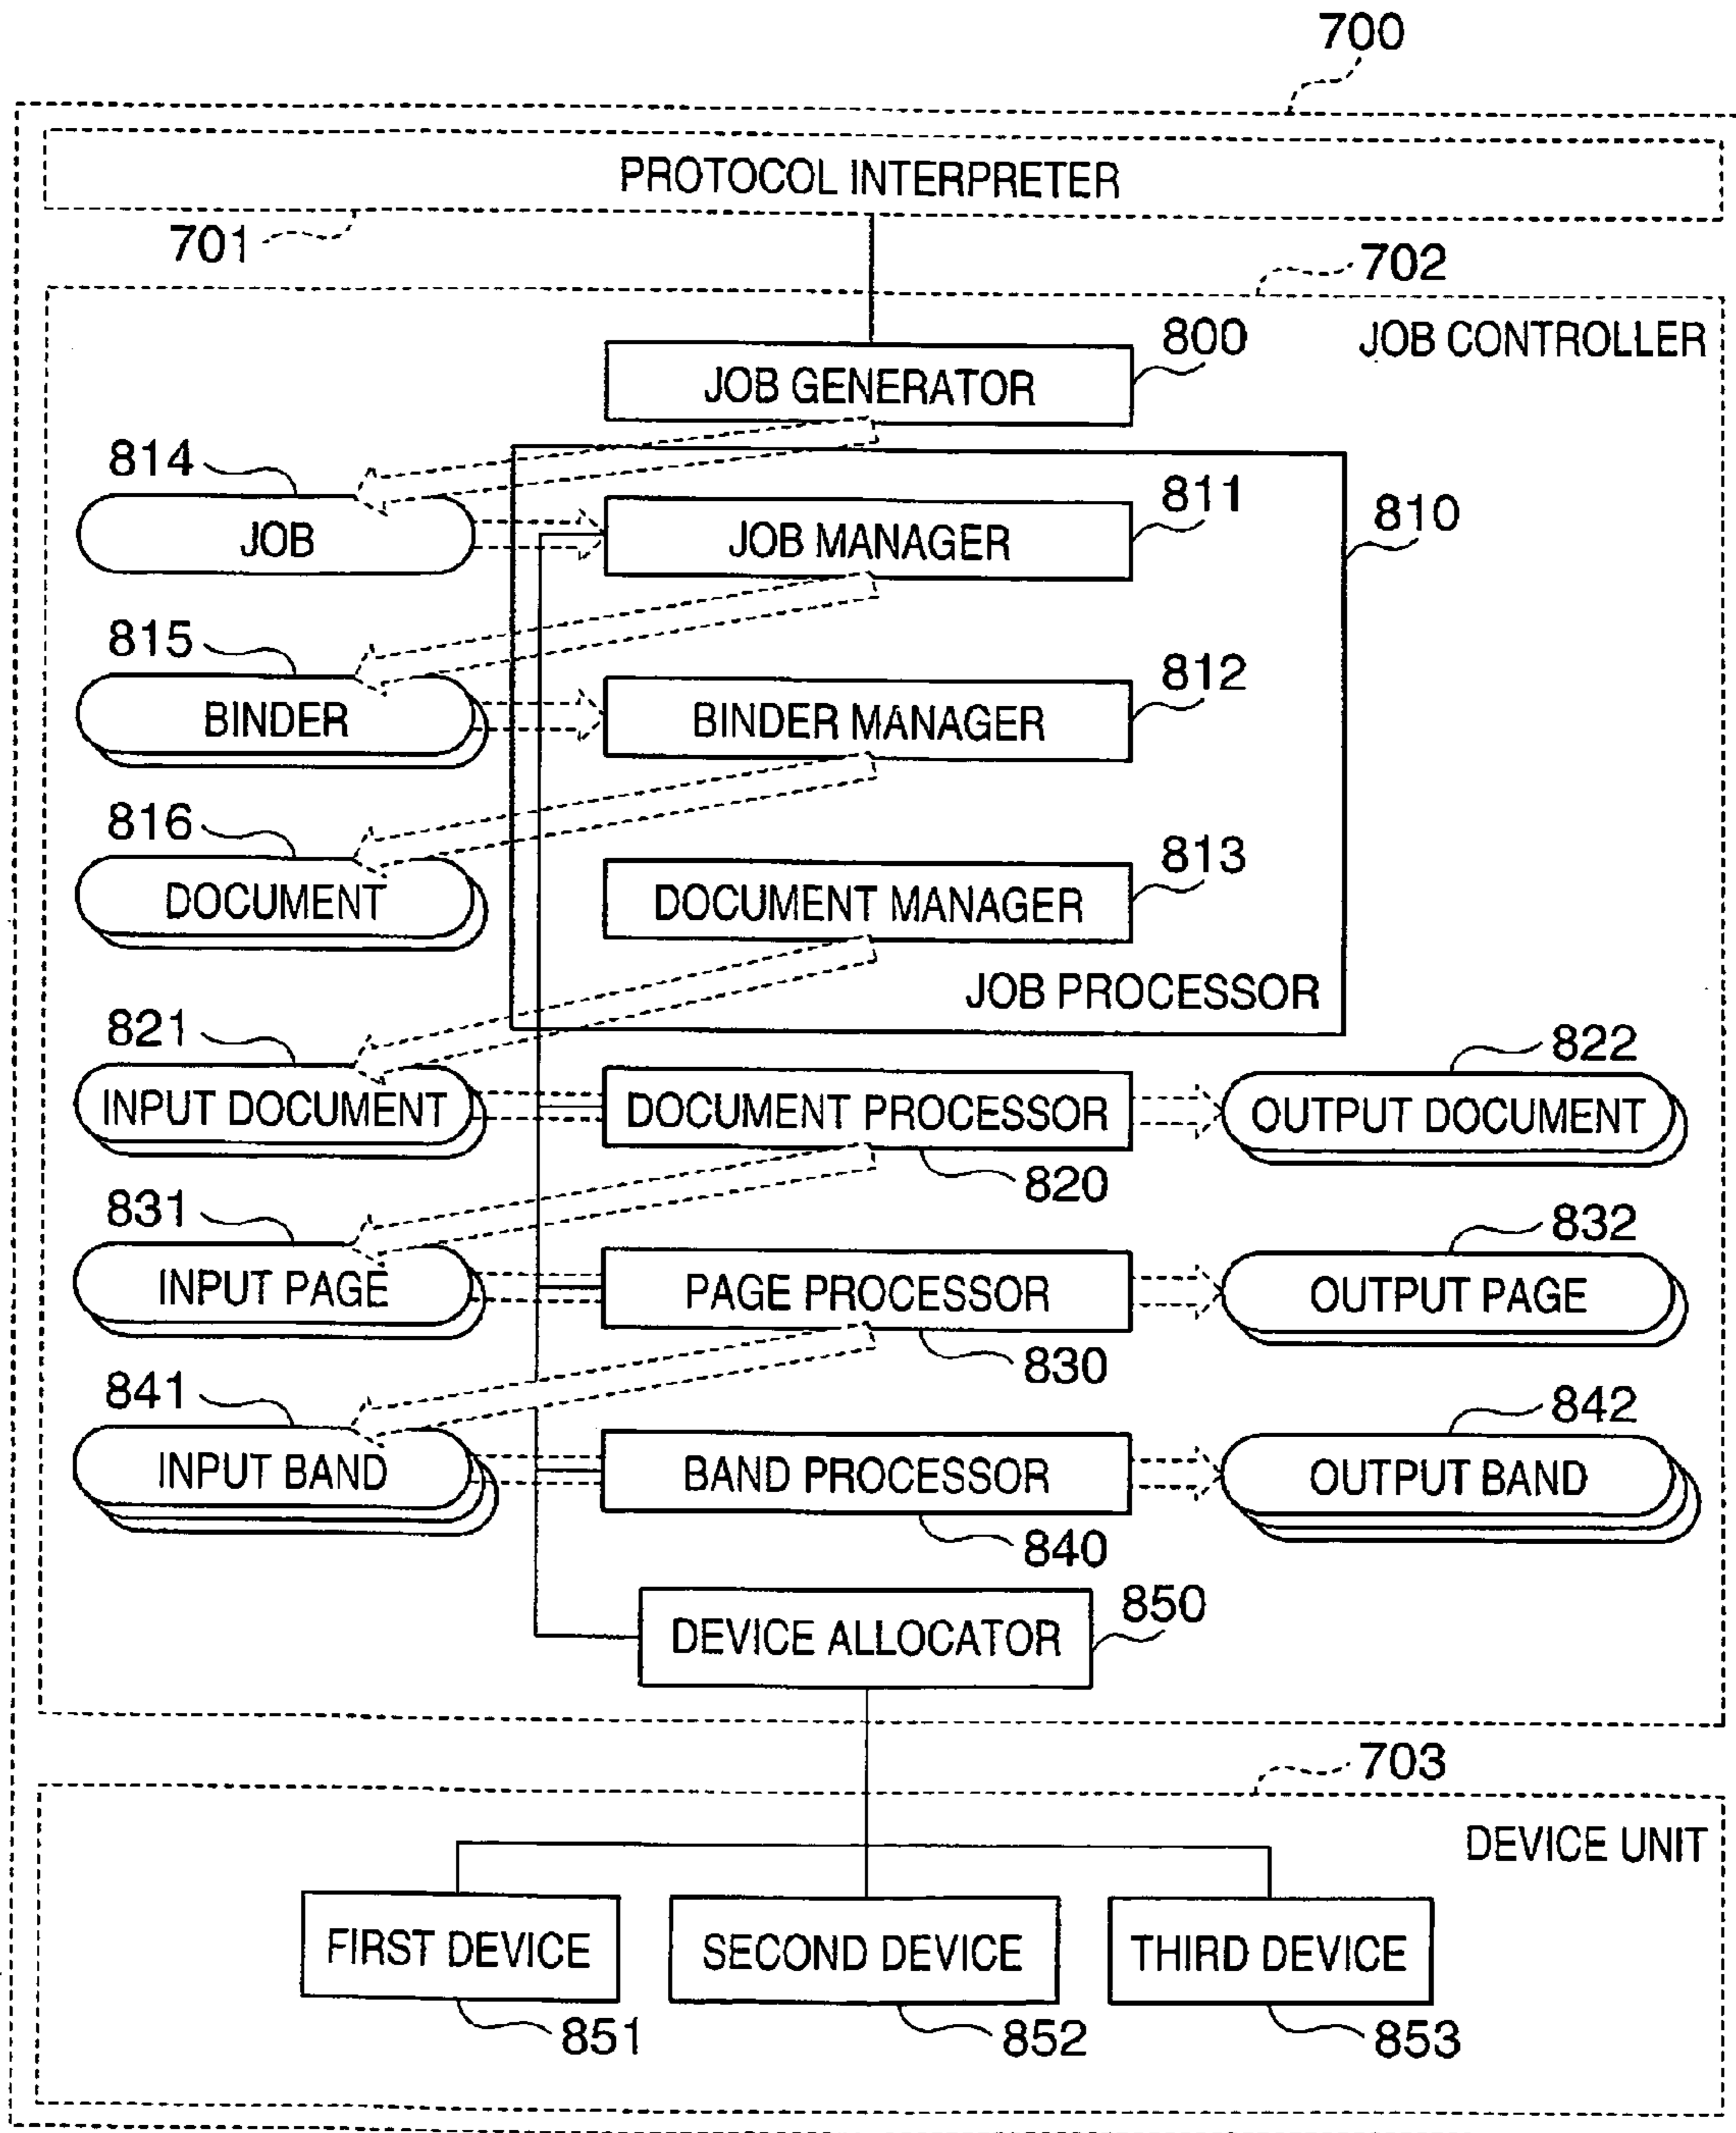 700
PROTOCOL INTERPRETER
701
702
JOB CONTROLLER
800
JOB GENERATOR
814
JOB
811
JOB MANAGER
810
815
BINDER
812
BINDER MANAGER
816
DOCUMENT
813
DOCUMENT MANAGER
JOB PROCESSOR
821
INPUT DOCUMENT
DOCUMENT PROCESSOR
820
822
OUTPUT DOCUMENT
831
INPUT PAGE
PAGE PROCESSOR
830
832
OUTPUT PAGE
841
INPUT BAND
BAND PROCESSOR
840
842
OUTPUT BAND
DEVICE ALLOCATOR
850
703
DEVICE UNIT
FIRST DEVICE
851
SECOND DEVICE
852
THIRD DEVICE
853